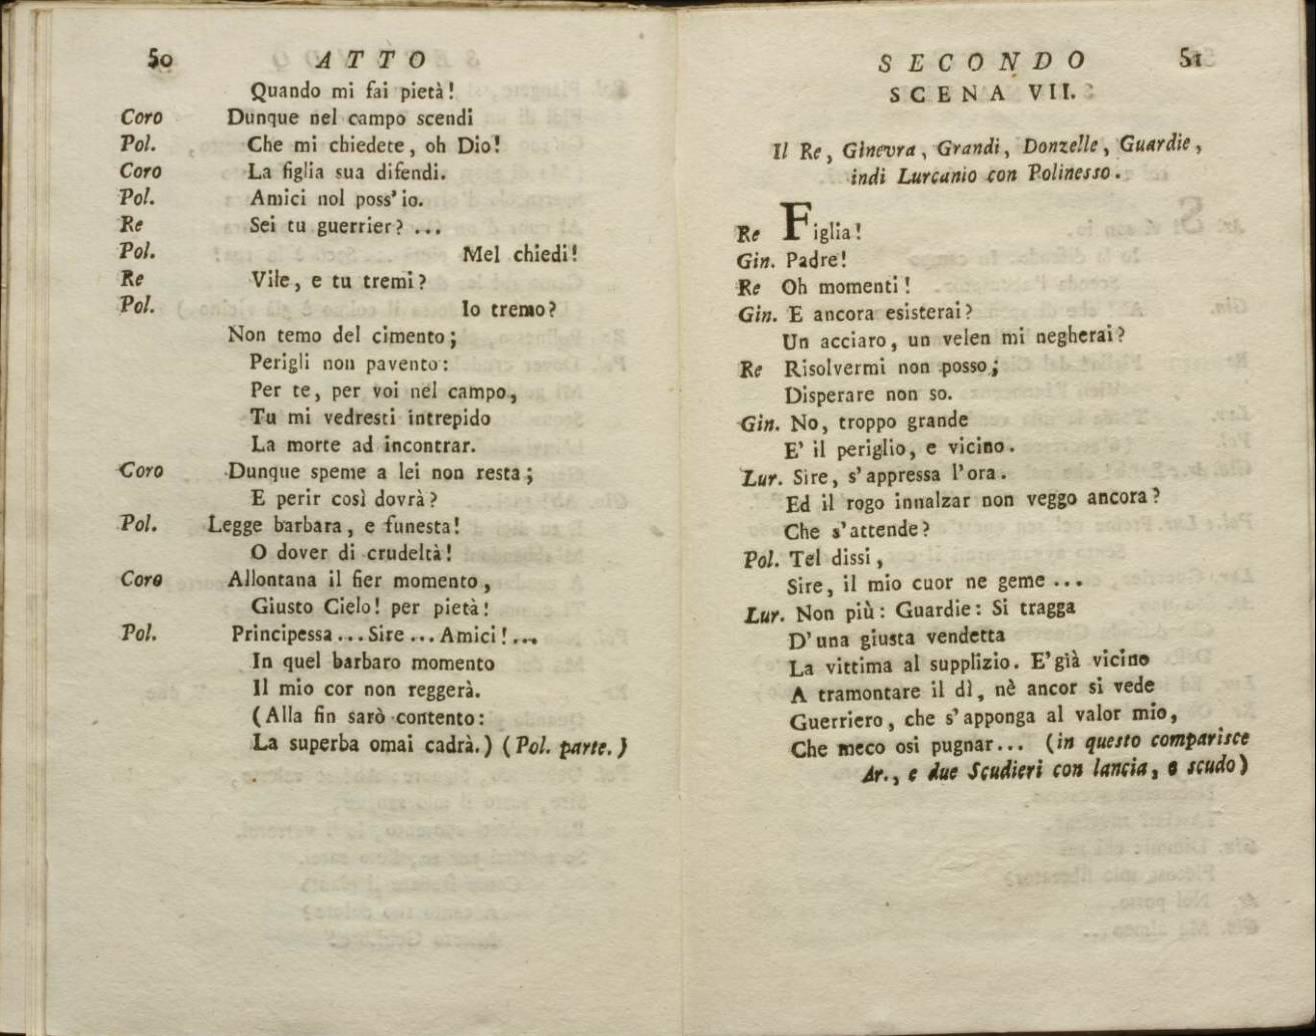 50 ATTO
Quando mi fai pietà!
Coro Dunque nel campo scendi
Pol. Che mi chiedete, oh Dio!
Coro La figlia sua difendi.
Pol. Amici nol poss' io.
Re Sei tu guerrier? ...
Pol. Mel chiedi!
Re Vile, e tu tremi?
Pol. Io tremo?
Non temo del cimento;
Perigli non pavento:
Per te, per voi nel campo,
Tu mi vedresti intrepido
La morte ad incontrar.
Coro Dunque speme a lei non resta;
E perir così dovrà?
Pol. Legge barbara, e funesta!
O dover di crudeltà!
Coro Allontana il fier momento,
Giusto Cielo! per pietà!
Pol. Principessa ... Sire ... Amici! ...
In quel barbaro momento
Il mio cor non reggerà.
(Alla fin sarò contento:
La superba omai cadrà.) (Pol. parte.)
SECONDO 51
SCENA VII.
Il Re, Ginevra, Grandi, Donzelle, Guardie,
indi Lurcanio con Polinesso.
Re Figlia!
Gin. Padre!
Re Oh momenti!
Gin. E ancora esisterai?
Un acciaro, un velen mi negherai?
Re Risolvermi non posso;
Disperare non so.
Gin. No, troppo grande
E' il periglio, e vicino.
Lur. Sire, s' appressa l' ora.
Ed il rogo innalzar non veggo ancora?
Che s' attende?
Pol. Tel dissi,
Sire, il mio cuor ne geme ...
Lur. Non più: Guardie: Si tragga
D' una giusta vendetta
La vittima al supplizio. E' già vicino
A tramontare il dì, nè ancor si vede
Guerriero, che s' apponga al valor mio,
Che meco osi pugnar... (in questo comparisce
Ar., e due Scudieri con lancia, e scudo)